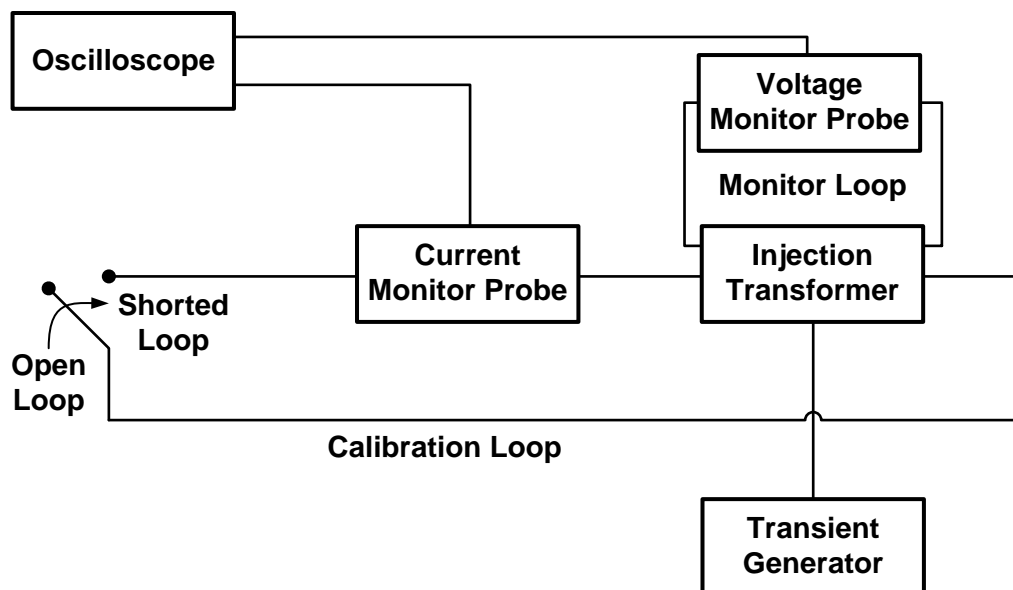 Oscilloscope
Voltage
Monitor Probe
Monitor Loop
Current
Monitor Probe
Injection
Transformer
Shorted
Loop
Open
Loop
Calibration Loop
Transient
Generator